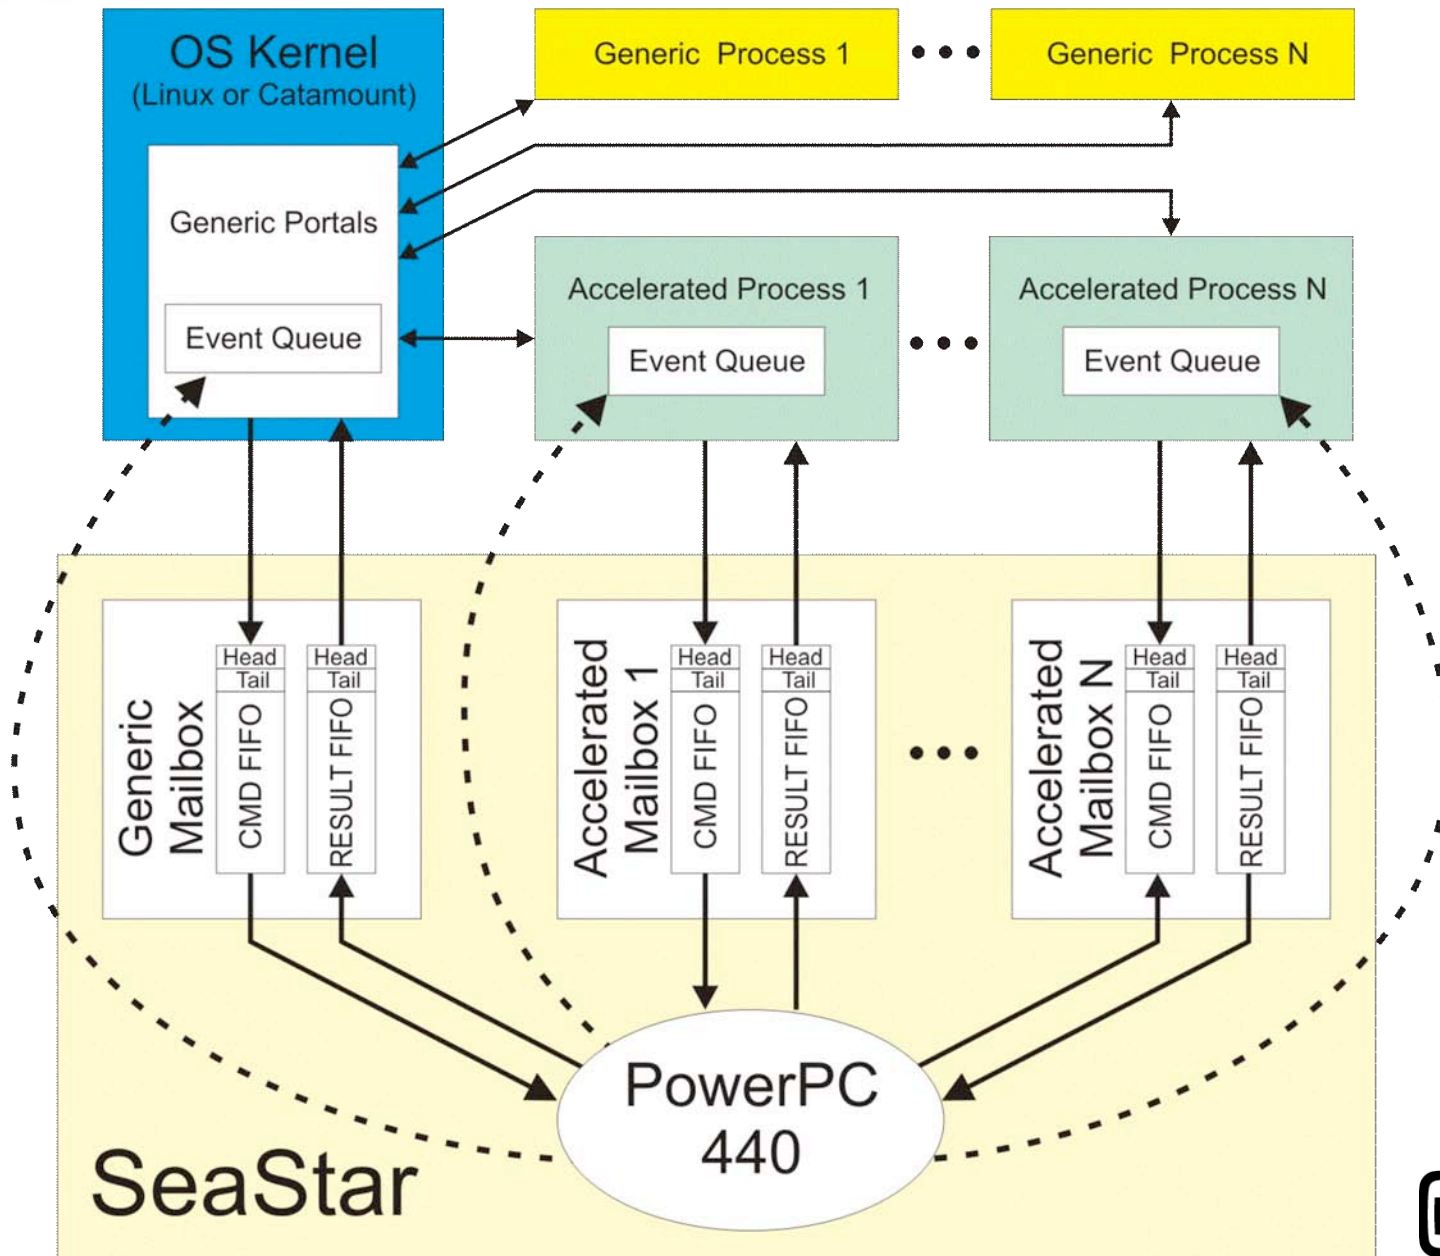 OS Kernel
(Linux or Catamount)
Generic Process 1
Generic Process N
Generic Portals
Event Queue
Accelerated Process 1
Event Queue
Accelerated Process N
Event Queue
Generic
Mailbox
Head
Tail
CMD FIFO
Head
Tail
RESULT FIFO
Accelerated
Mailbox 1
Head
Tail
CMD FIFO
Head
Tail
RESULT FIFO
Accelerated
Mailbox N
Head
Tail
CMD FIFO
Head
Tail
RESULT FIFO
PowerPC
440
SeaStar